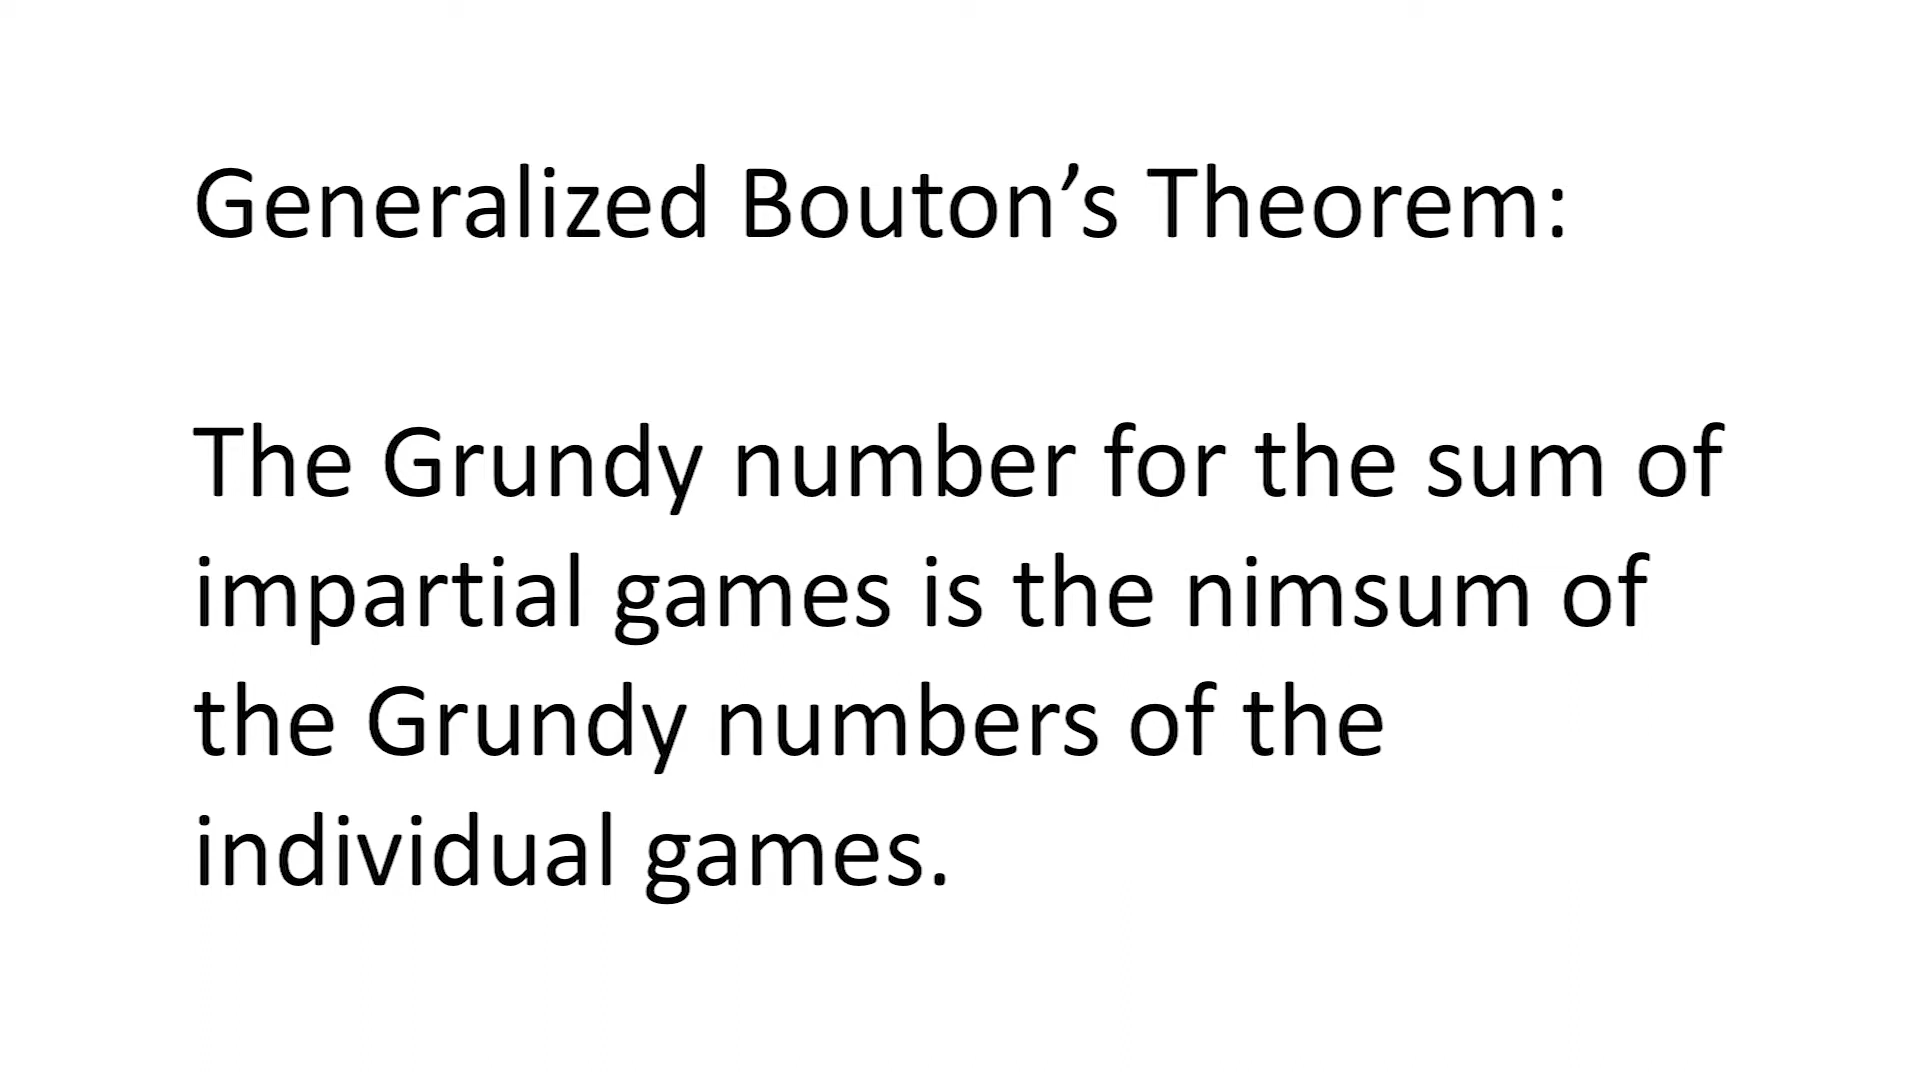 Generalized Bouton’s Theorem:
The Grundy number for the sum of
impartial games is the nimsum of
the Grundy numbers of the
individual games.